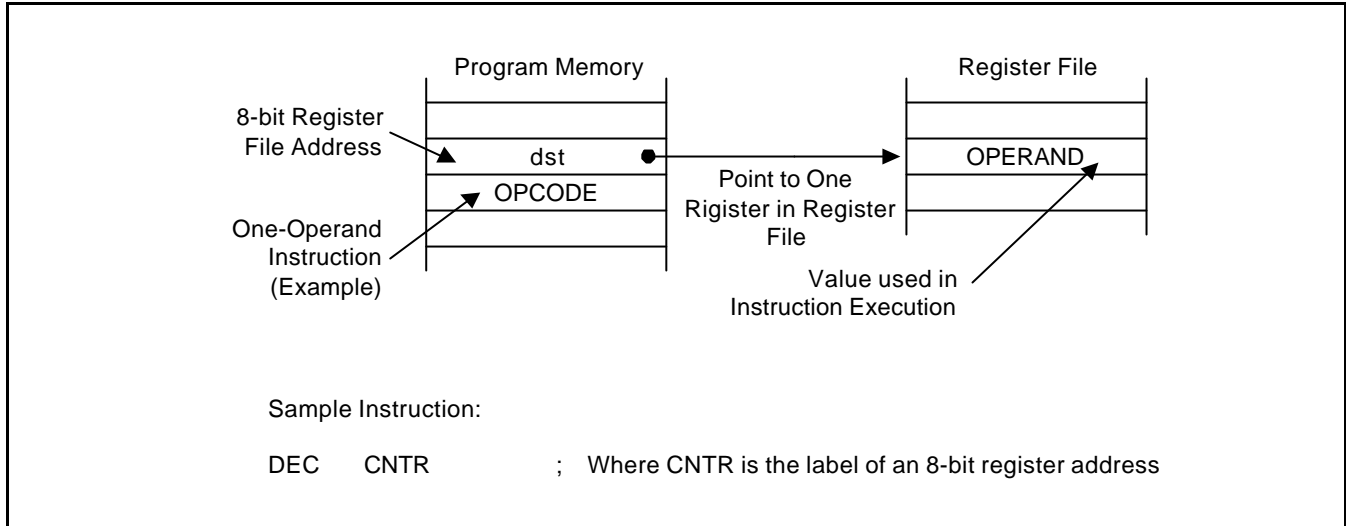 Program Memory
Register File
8-bit Register
File Address
dst
OPERAND
OPCODE
Point to One
Rigister in Register
File
One-Operand
Instruction
(Example)
Value used in
Instruction Execution
Sample Instruction:
DEC CNTR ; Where CNTR is the label of an 8-bit register address